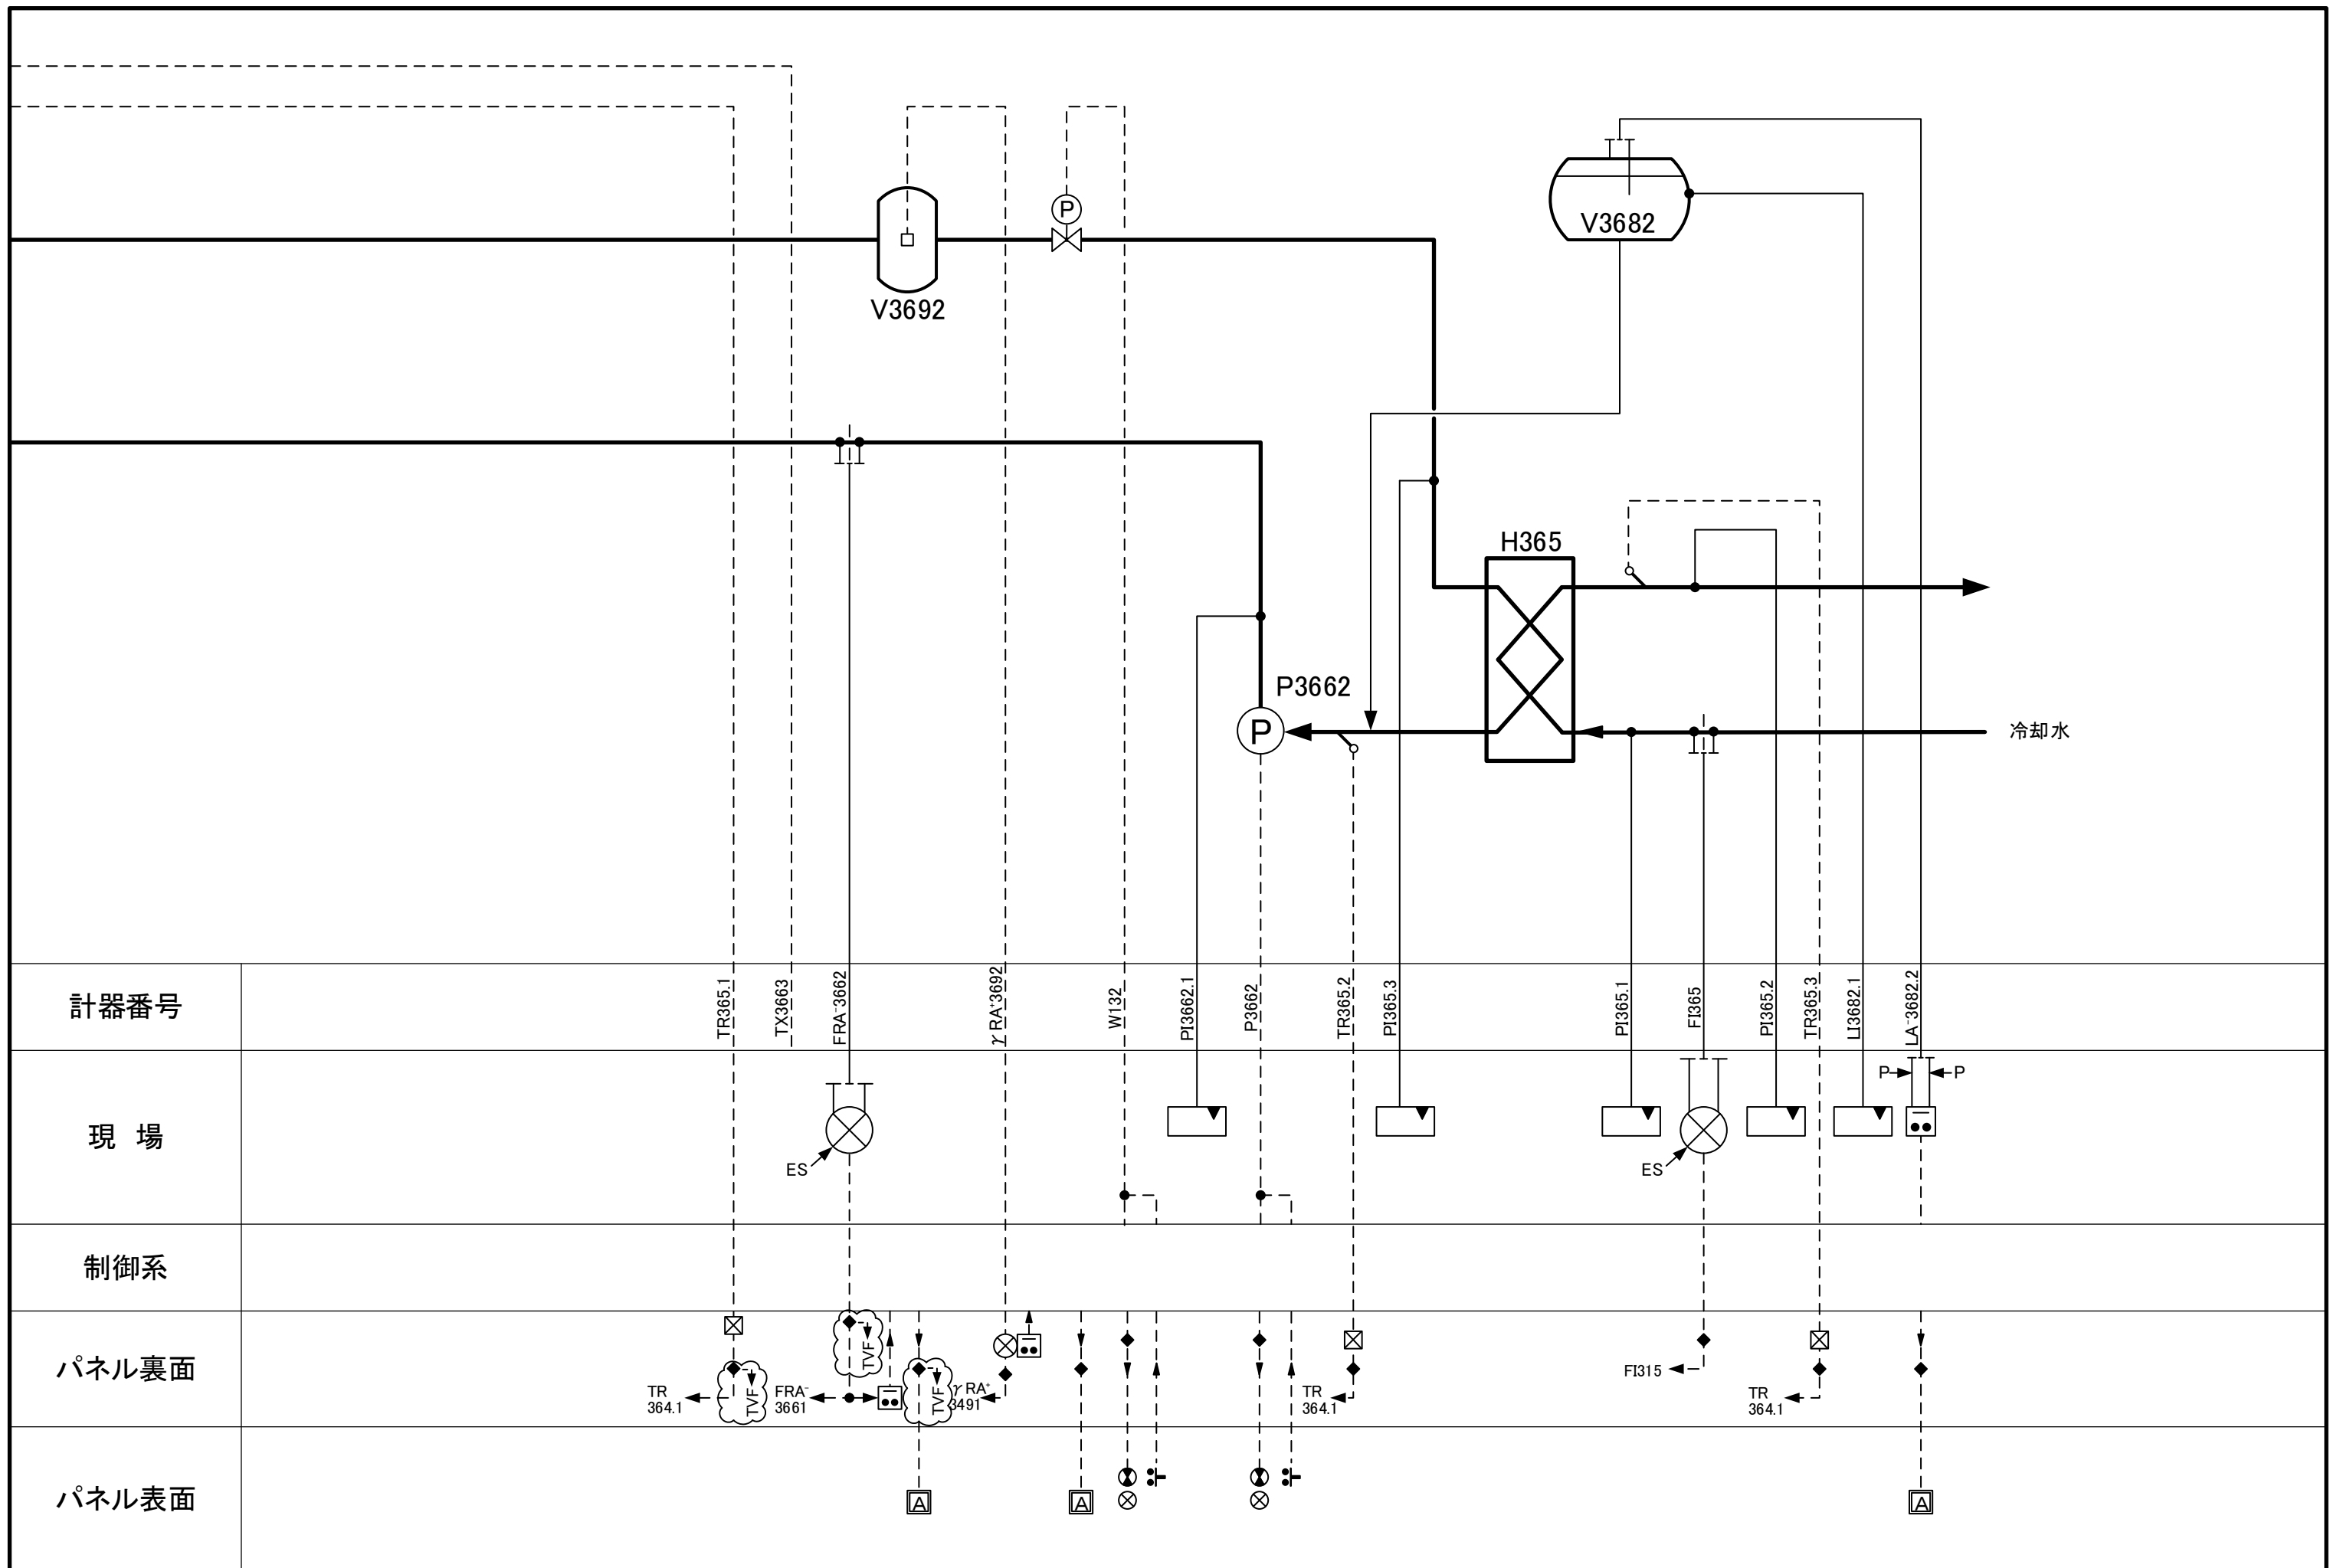 P
V3682
V3692
H365
P3662
P
冷却水
計器番号
TR365.1
TX3663
FRA⁻3662
γRA⁺3692
W132
PI3662.1
P3662
TR365.2
PI365.3
PI365.1
FI365
PI365.2
TR365.3
LI3682.1
LA⁻3682.2
現 場
P
P
ES
ES
制御系
パネル裏面
TVF
TVF
TVF
TR
364.1
FRA⁻
3661
γRA⁺
3491
TR
364.1
FI315
TR
364.1
パネル表面
A
A
A